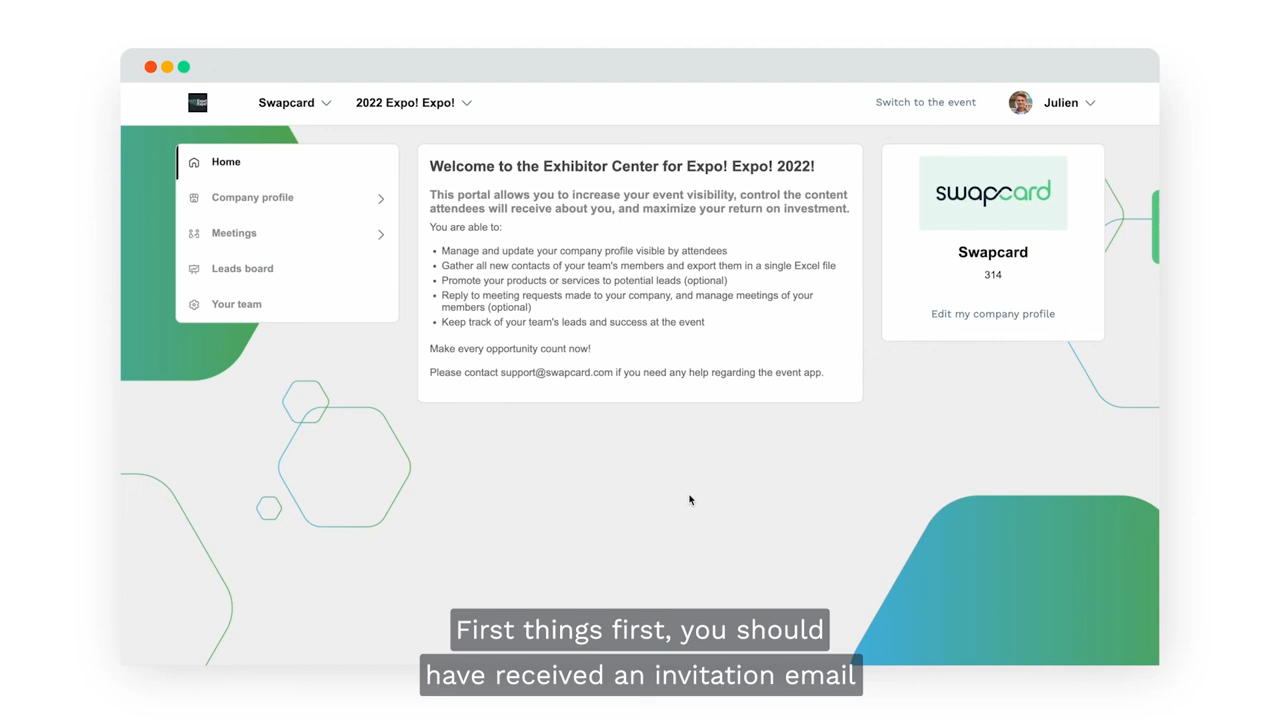 Swapcard
2022 Expo! Expo!
Switch to the event
Julien
Home
Company profile
Meetings
Leads board
Your team
Welcome to the Exhibitor Center for Expo! Expo! 2022!
This portal allows you to increase your event visibility, control the content
attendees will receive about you, and maximize your return on investment.
You are able to:
• Manage and update your company profile visible by attendees
• Gather all new contacts of your team's members and export them in a single Excel file
• Promote your products or services to potential leads (optional)
• Reply to meeting requests made to your company, and manage meetings of your
members (optional)
• Keep track of your team's leads and success at the event
Make every opportunity count now!
Please contact support@swapcard.com if you need any help regarding the event app.
swapcard
Swapcard
314
Edit my company profile
First things first, you should
have received an invitation email